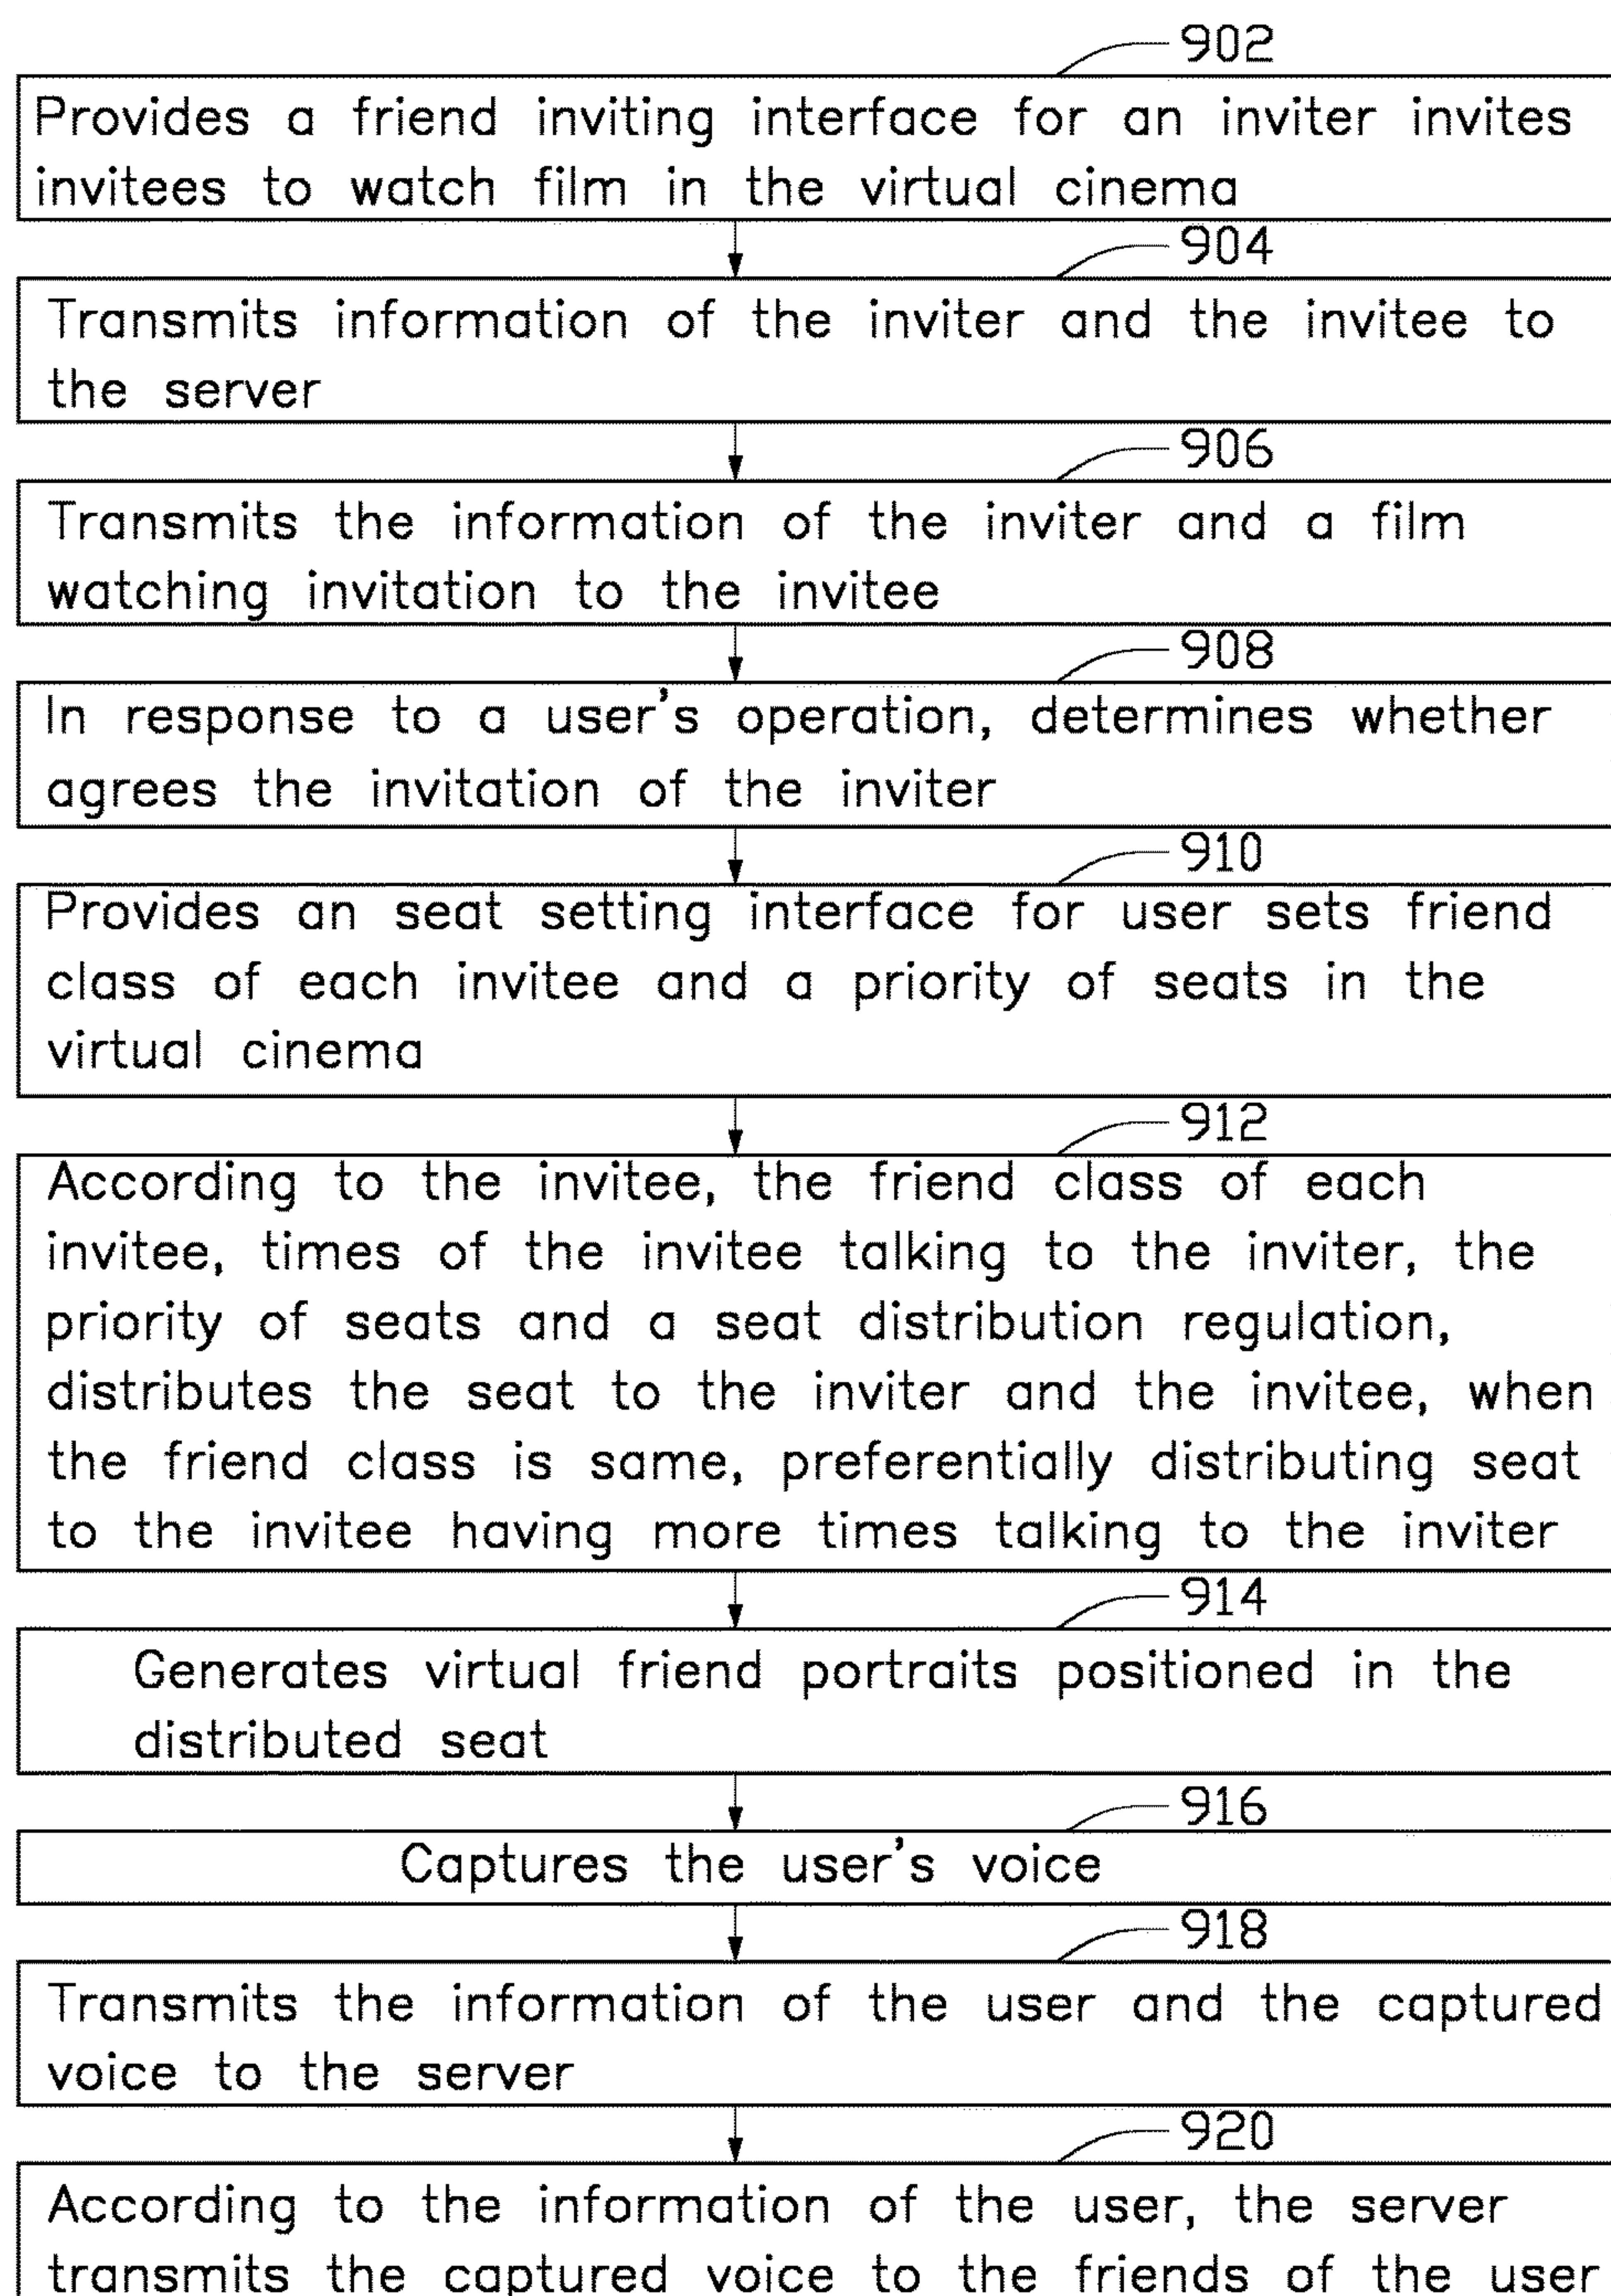 902
Provides a friend inviting interface for an inviter invites
invitees to watch film in the virtual cinema
904
Transmits information of the inviter and the invitee to
the server
906
Transmits the information of the inviter and a film
watching invitation to the invitee
908
In response to a user's operation, determines whether
agrees the invitation of the inviter
910
Provides an seat setting interface for user sets friend
class of each invitee and a priority of seats in the
virtual cinema
912
According to the invitee, the friend class of each
invitee, times of the invitee talking to the inviter, the
priority of seats and a seat distribution regulation,
distributes the seat to the inviter and the invitee, when
the friend class is same, preferentially distributing seat
to the invitee having more times talking to the inviter
914
Generates virtual friend portraits positioned in the
distributed seat
916
Captures the user's voice
918
Transmits the information of the user and the captured
voice to the server
920
According to the information of the user, the server
transmits the captured voice to the friends of the user